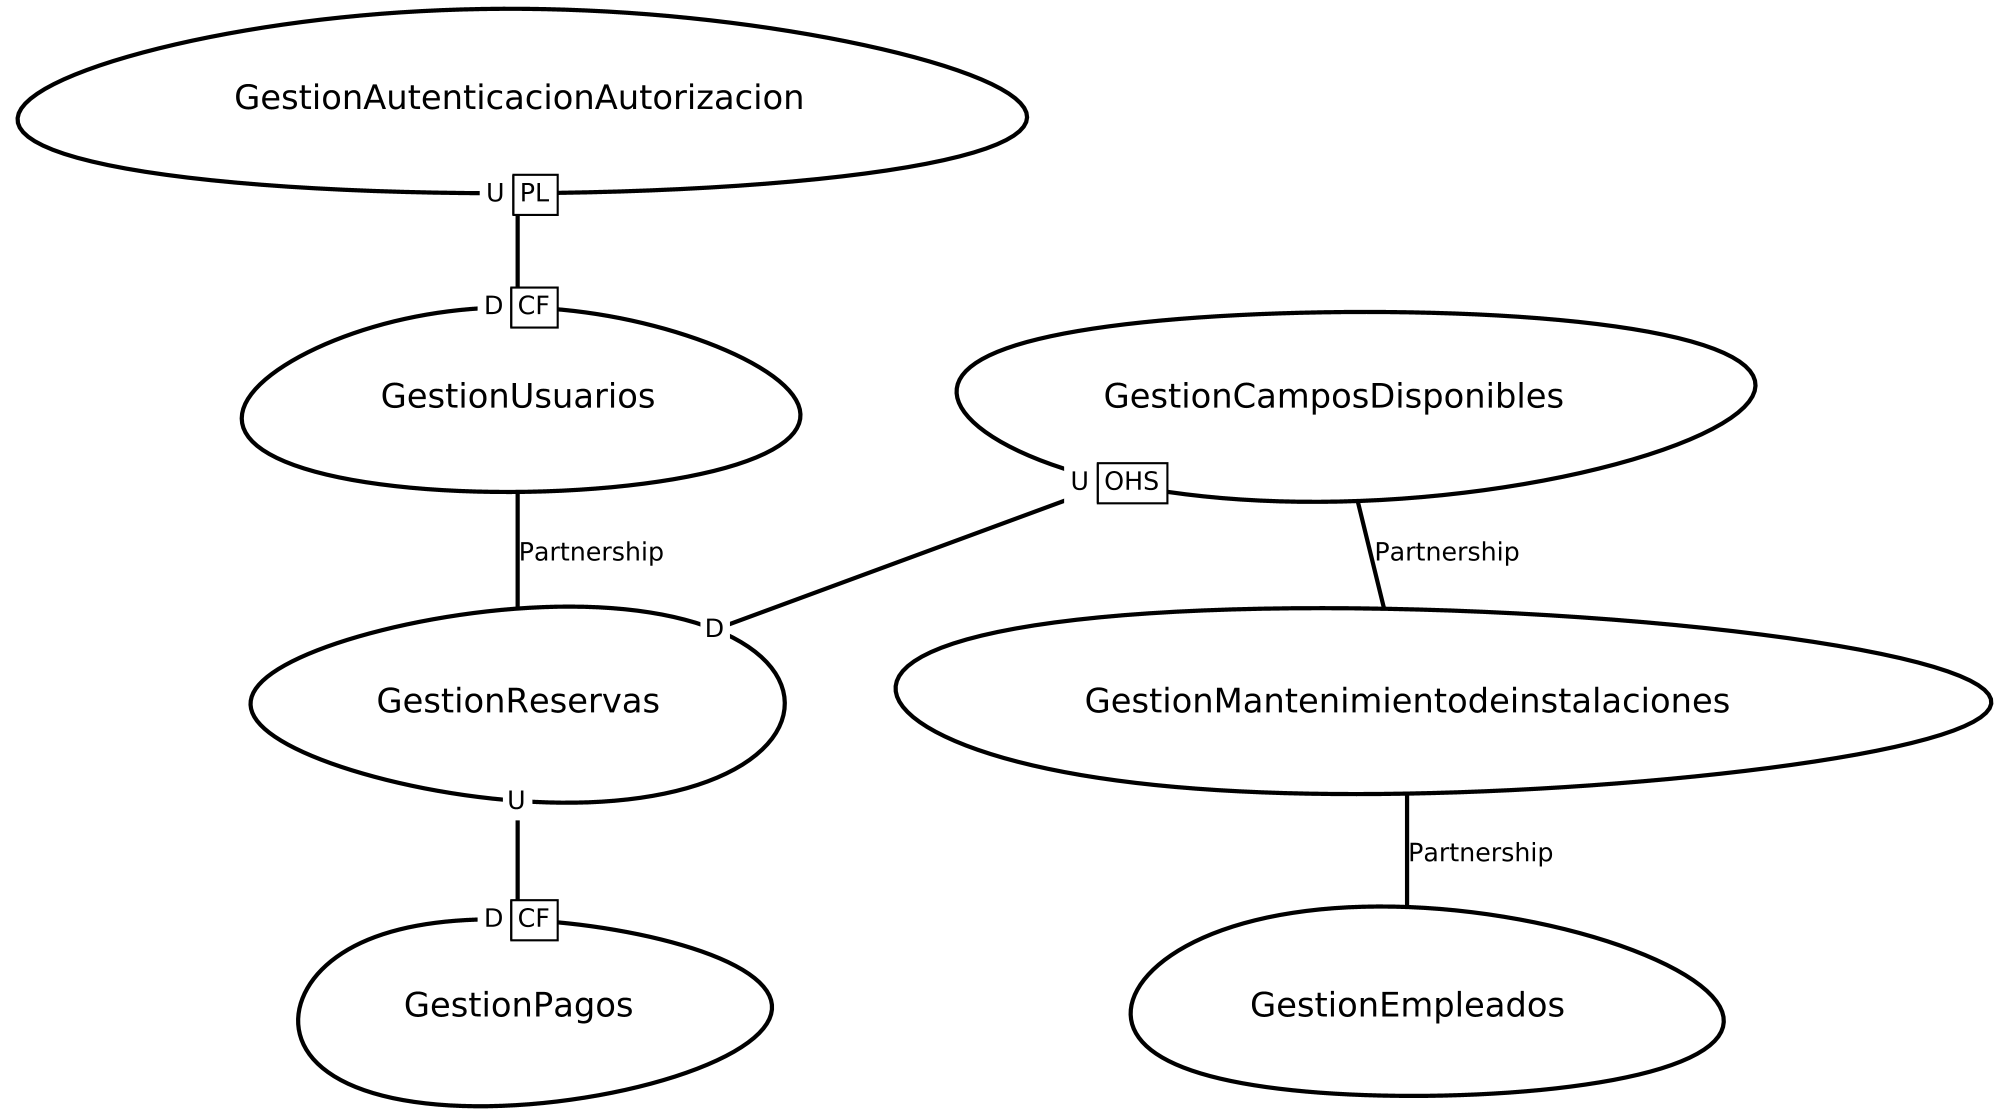 GestionAutenticacionAutorizacion
U PL
D CF
GestionUsuarios
GestionCamposDisponibles
U OHS
Partnership
Partnership
D
GestionReservas
GestionMantenimientodeinstalaciones
U
Partnership
D CF
GestionPagos
GestionEmpleados